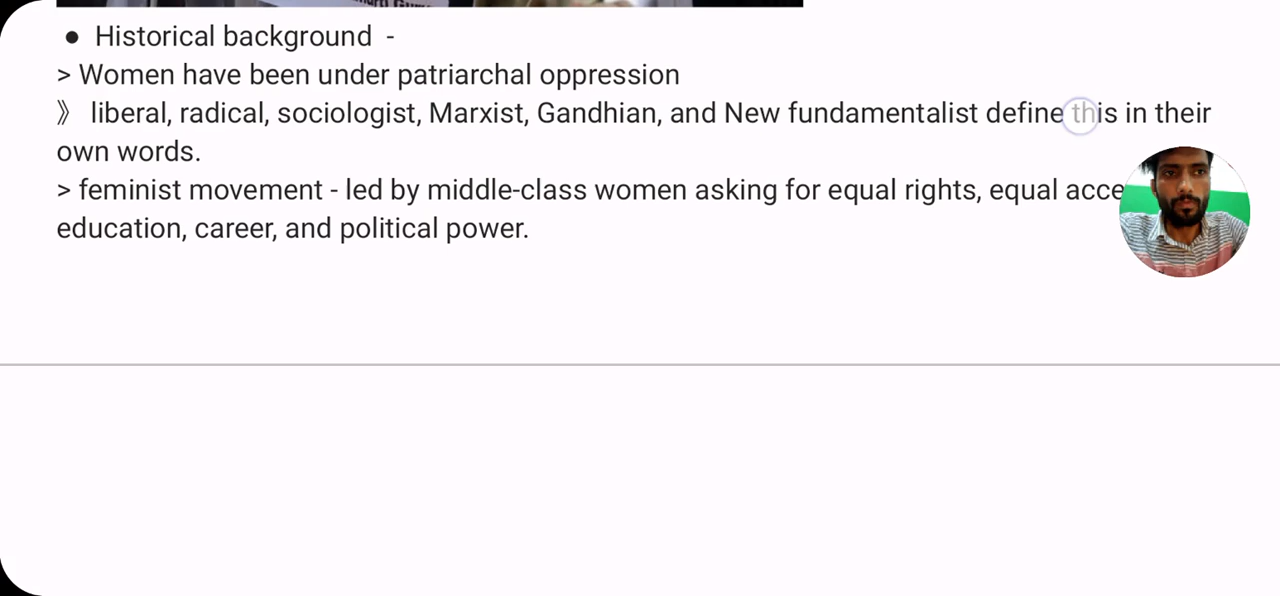 ● Historical background -
> Women have been under patriarchal oppression
》 liberal, radical, sociologist, Marxist, Gandhian, and New fundamentalist define this in their
own words.
> feminist movement - led by middle-class women asking for equal rights, equal
education, career, and political power.